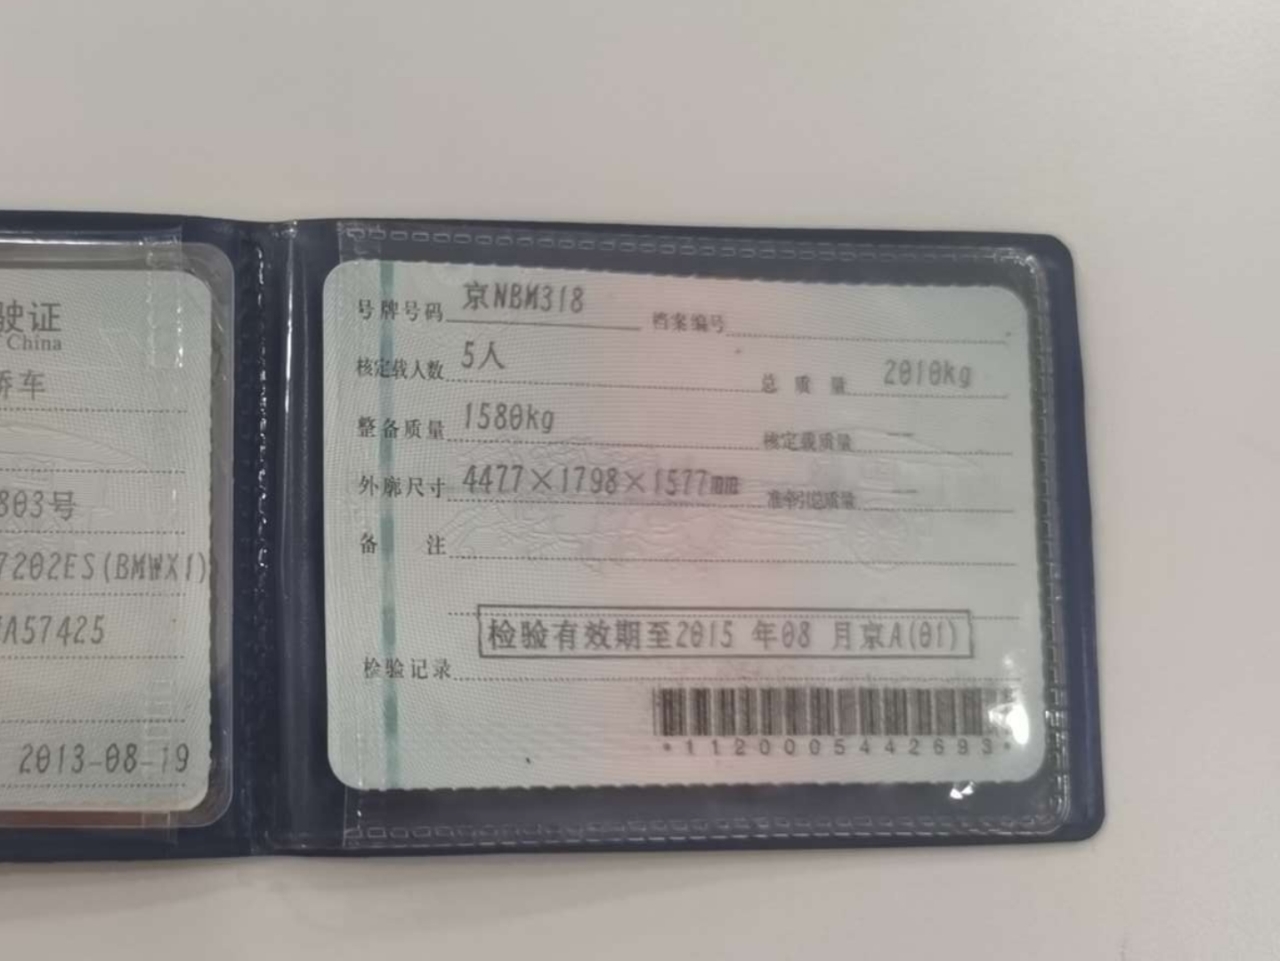 驶证
China
轿车
803号
7202ES(BMWX1)
A57425
2013-08-19
号牌号码 京NBM318 档案编号
核定载人数 5人 总质量 2010kg
整备质量 1580kg 核定载质量 —
外廓尺寸 4477×1798×1577mm 准牵引总质量 —
备注
检验有效期至2015年08月京A(01)
检验记录
*1120005442693*